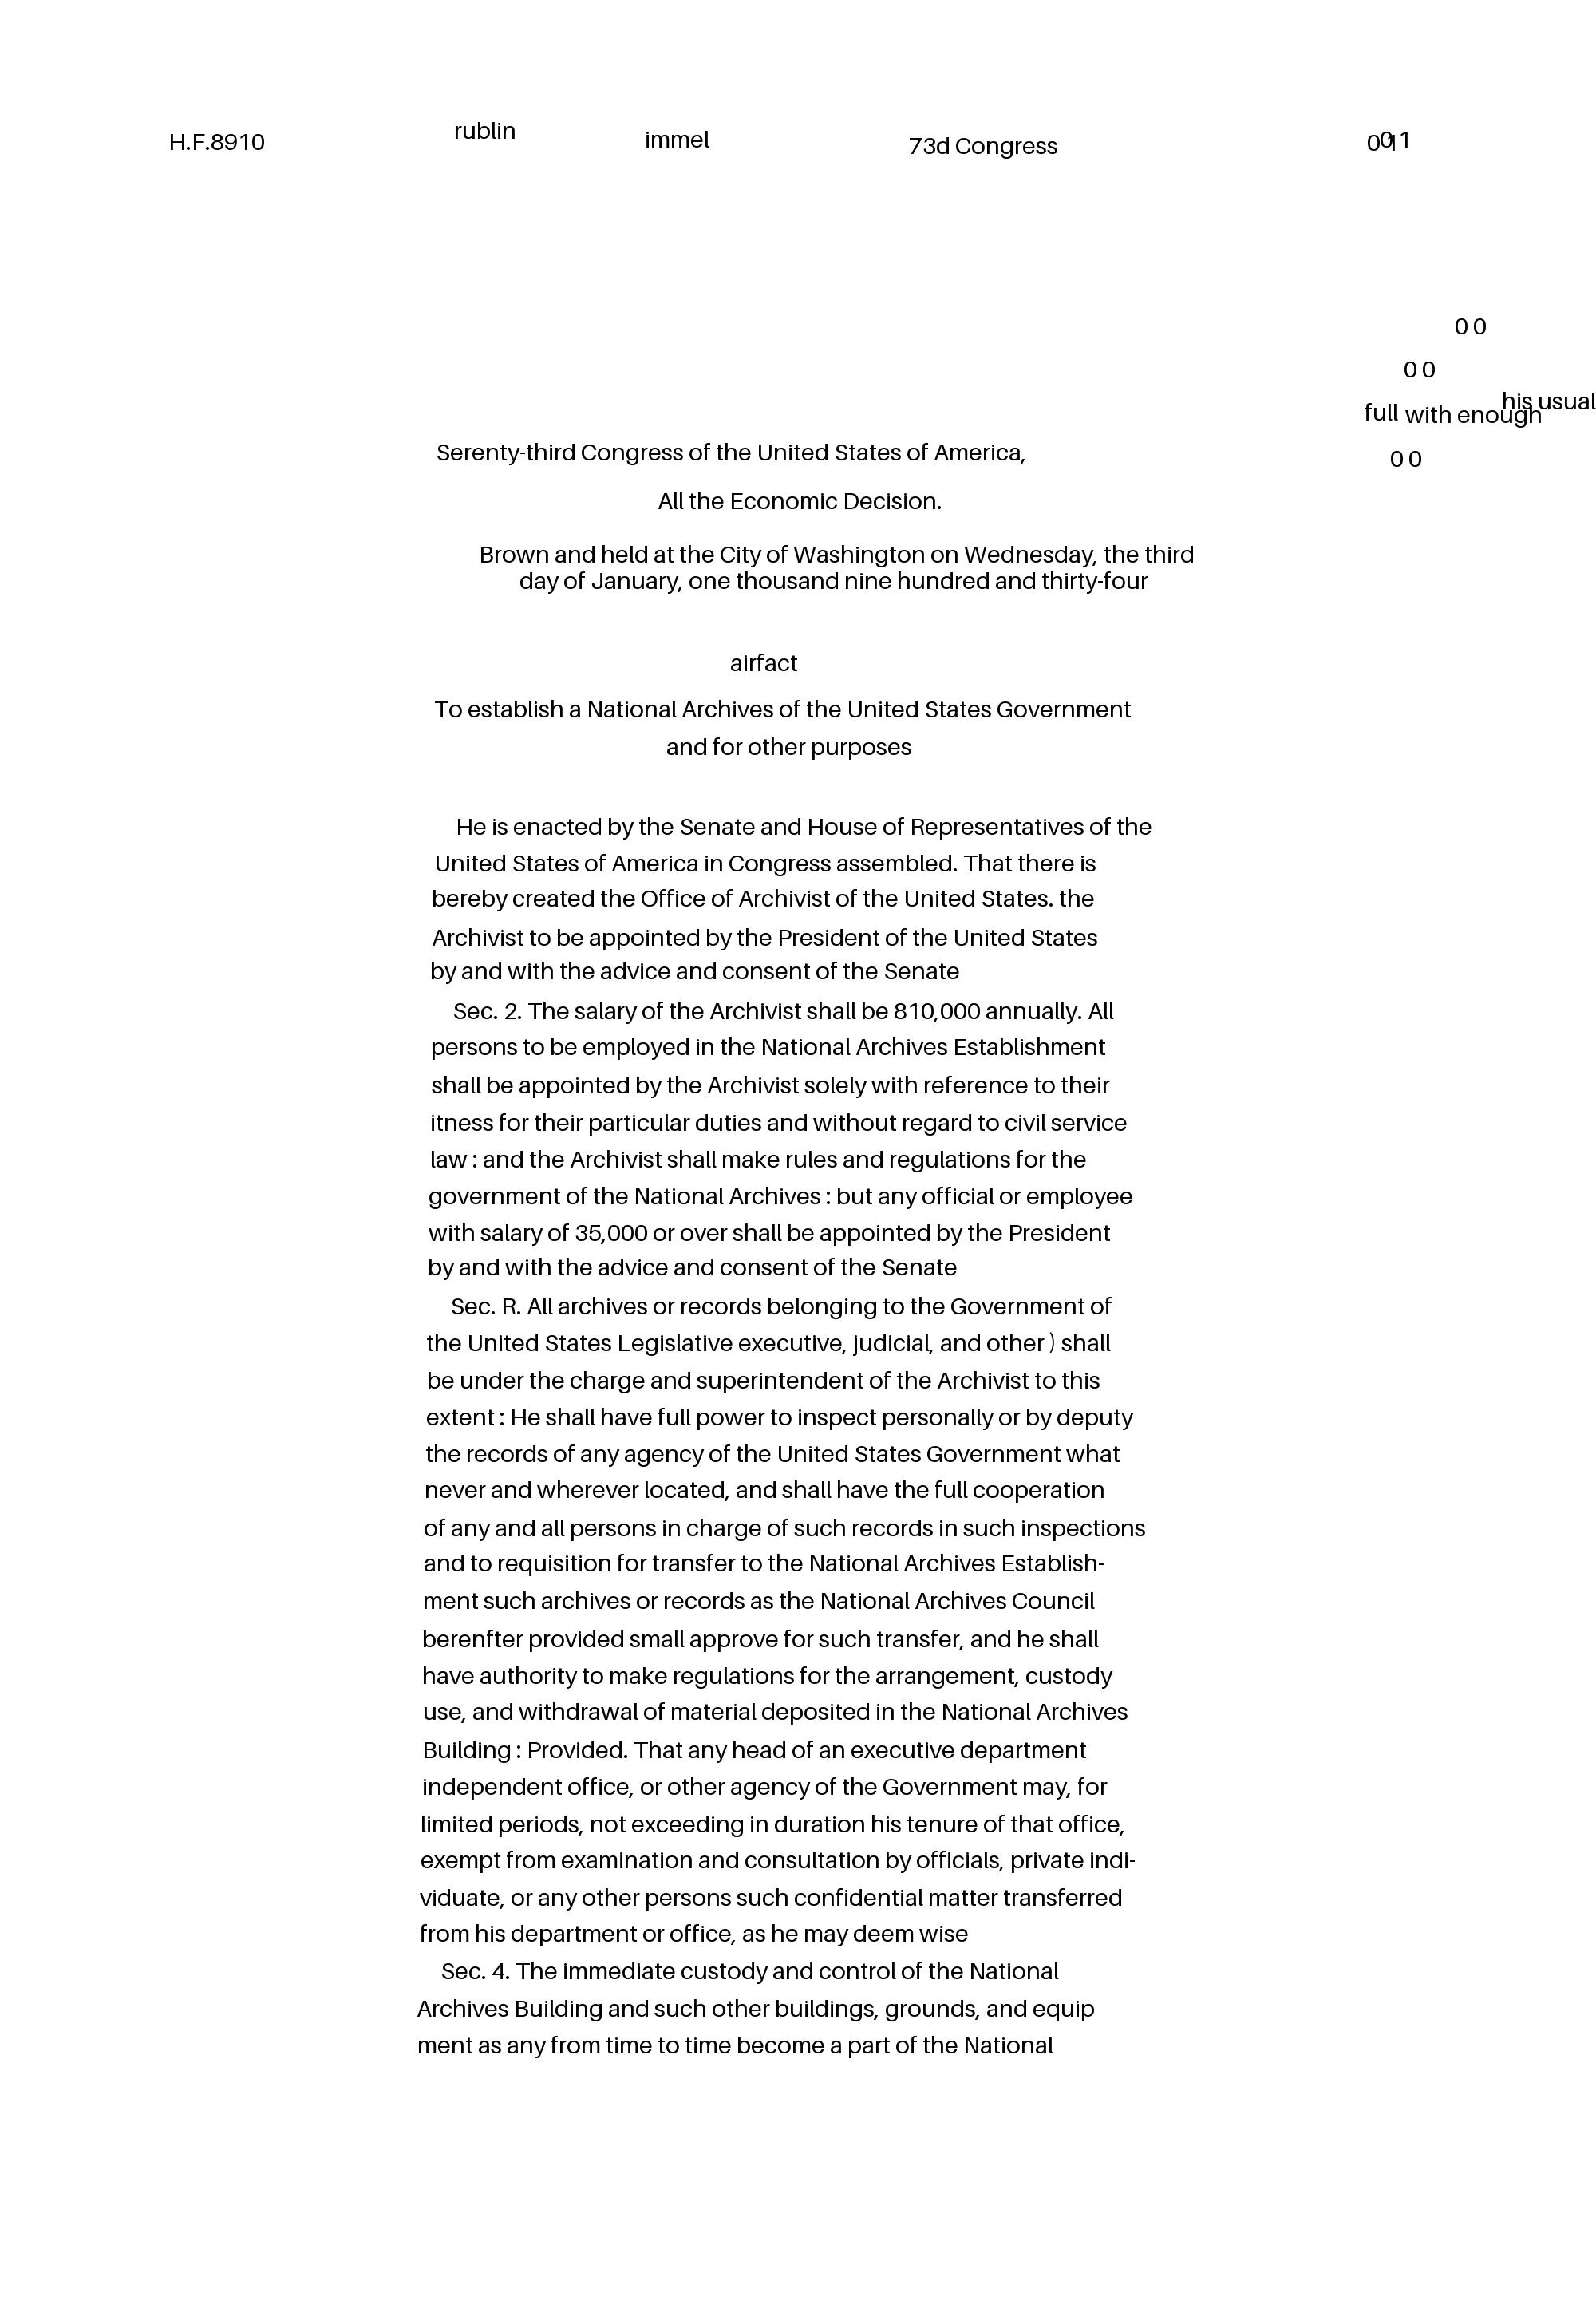 H.F.8910 rublin immel 73d Congress 0 1 0 1
0 0
0 0
his usual
full with enough
Serenty-third Congress of the United States of America,
0 0
All the Economic Decision.
Brown and held at the City of Washington on Wednesday, the third
day of January, one thousand nine hundred and thirty-four
airfact
To establish a National Archives of the United States Government
and for other purposes
He is enacted by the Senate and House of Representatives of the
United States of America in Congress assembled. That there is
bereby created the Office of Archivist of the United States. the
Archivist to be appointed by the President of the United States
by and with the advice and consent of the Senate
Sec. 2. The salary of the Archivist shall be 810,000 annually. All
persons to be employed in the National Archives Establishment
shall be appointed by the Archivist solely with reference to their
itness for their particular duties and without regard to civil service
law : and the Archivist shall make rules and regulations for the
government of the National Archives : but any official or employee
with salary of 35,000 or over shall be appointed by the President
by and with the advice and consent of the Senate
Sec. R. All archives or records belonging to the Government of
the United States Legislative executive, judicial, and other ) shall
be under the charge and superintendent of the Archivist to this
extent : He shall have full power to inspect personally or by deputy
the records of any agency of the United States Government what
never and wherever located, and shall have the full cooperation
of any and all persons in charge of such records in such inspections
and to requisition for transfer to the National Archives Establish-
ment such archives or records as the National Archives Council
berenfter provided small approve for such transfer, and he shall
have authority to make regulations for the arrangement, custody
use, and withdrawal of material deposited in the National Archives
Building : Provided. That any head of an executive department
independent office, or other agency of the Government may, for
limited periods, not exceeding in duration his tenure of that office,
exempt from examination and consultation by officials, private indi-
viduate, or any other persons such confidential matter transferred
from his department or office, as he may deem wise
Sec. 4. The immediate custody and control of the National
Archives Building and such other buildings, grounds, and equip
ment as any from time to time become a part of the National